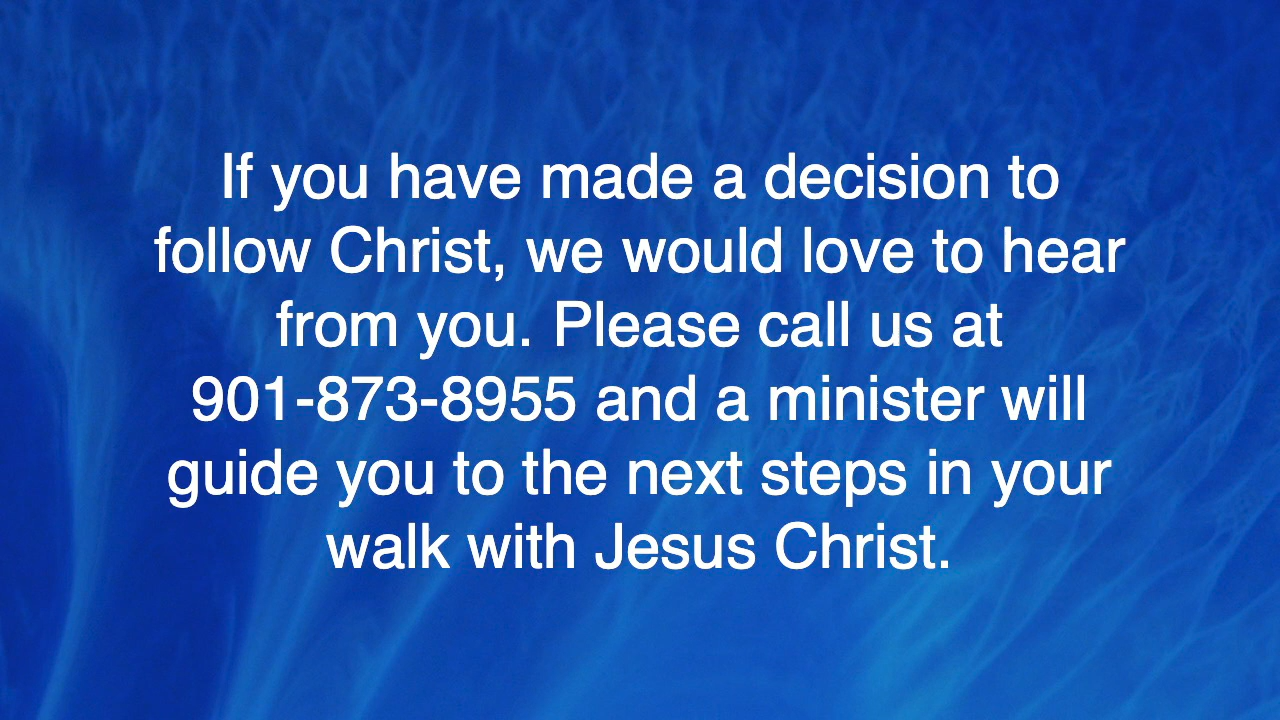 If you have made a decision to
follow Christ, we would love to hear
from you. Please call us at
901-873-8955 and a minister will
guide you to the next steps in your
walk with Jesus Christ.